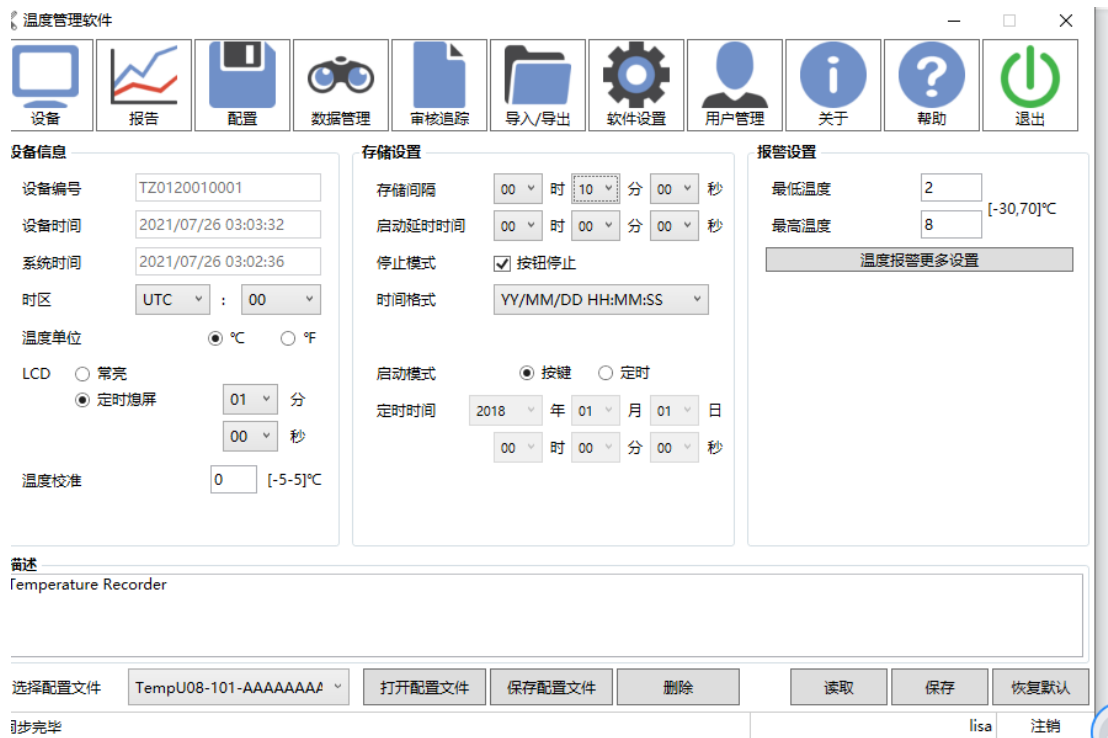 温度管理软件
设备 报告 配置 数据管理 审核追踪 导入/导出 软件设置 用户管理 关于 帮助 退出
设备信息 存储设置 报警设置
设备编号 TZ0120010001 存储间隔 00 时 10 分 00 秒 最低温度 2
[-30,70]℃
设备时间 2021/07/26 03:03:32 启动延时时间 00 时 00 分 00 秒 最高温度 8
系统时间 2021/07/26 03:02:36 停止模式 按钮停止 温度报警更多设置
时区 UTC : 00 时间格式 YY/MM/DD HH:MM:SS
温度单位 ℃ ℉
LCD 常亮 启动模式 按键 定时
定时熄屏 01 分 定时时间 2018 年 01 月 01 日
00 秒 00 时 00 分 00 秒
温度校准 0 [-5-5]℃
描述
Temperature Recorder
选择配置文件 TempU08-101-AAAAAAAA 打开配置文件 保存配置文件 删除 读取 保存 恢复默认
同步完毕 lisa 注销